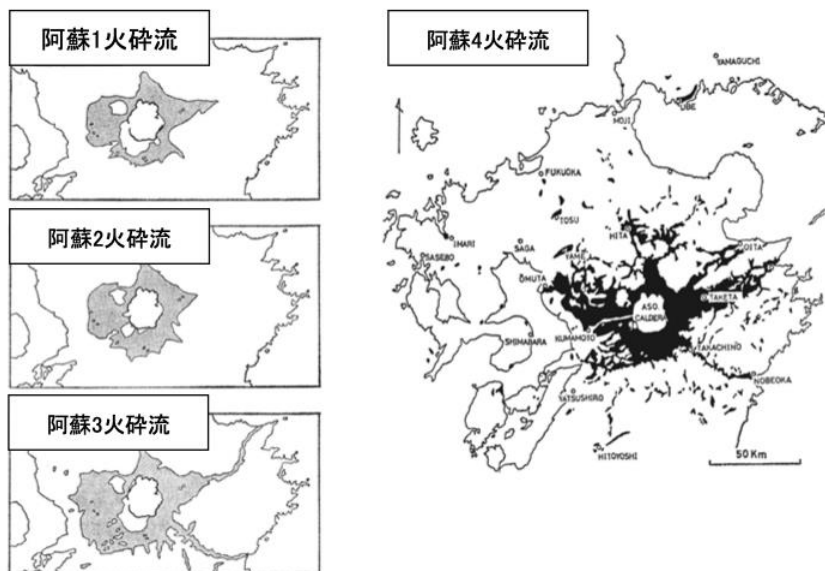 阿蘇1火砕流
阿蘇2火砕流
阿蘇3火砕流
阿蘇4火砕流
YAMAGUCHI
UBE
MOJI
FUKUOKA
TOSU
HITA
IMARI
SAGA
YAME
OITA
SASEBO
OMUTA
ASO
CALDERA
TAKETA
SHIMABARA
KUMAMOTO
TAKACHIHO
NOBEOKA
YATSUSHIRO
HITOYOSHI
50 Km